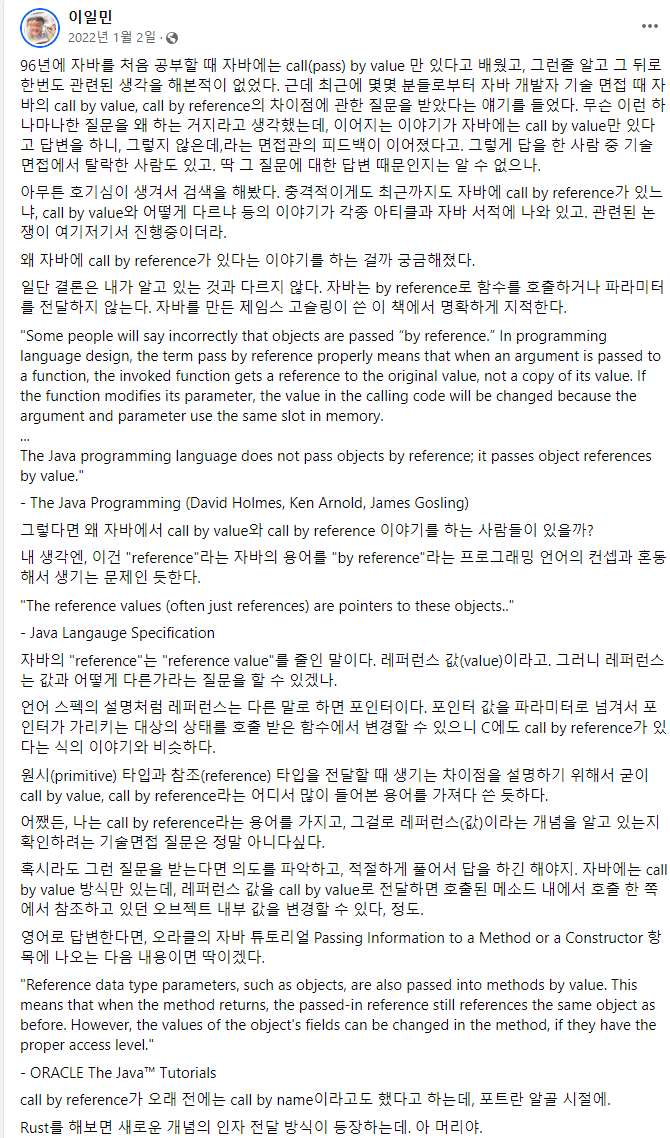 이일민
2022년 1월 2일 ·
96년에 자바를 처음 공부할 때 자바에는 call(pass) by value 만 있다고 배웠고, 그런줄 알고 그 뒤로
한번도 관련된 생각을 해본적이 없었다. 근데 최근에 몇몇 분들로부터 자바 개발자 기술 면접 때 자
바의 call by value, call by reference의 차이점에 관한 질문을 받았다는 얘기를 들었다. 무슨 이런 하
나마나한 질문을 왜 하는 거지라고 생각했는데, 이어지는 이야기가 자바에는 call by value만 있다
고 답변을 하니, 그렇지 않은데,라는 면접관의 피드백이 이어졌다고. 그렇게 답을 한 사람 중 기술
면접에서 탈락한 사람도 있고. 딱 그 질문에 대한 답변 때문인지는 알 수 없으나.
아무튼 호기심이 생겨서 검색을 해봤다. 충격적이게도 최근까지도 자바에 call by reference가 있느
냐, call by value와 어떻게 다르냐 등의 이야기가 각종 아티클과 자바 서적에 나와 있고. 관련된 논
쟁이 여기저기서 진행중이더라.
왜 자바에 call by reference가 있다는 이야기를 하는 걸까 궁금해졌다.
일단 결론은 내가 알고 있는 것과 다르지 않다. 자바는 by reference로 함수를 호출하거나 파라미터
를 전달하지 않는다. 자바를 만든 제임스 고슬링이 쓴 이 책에서 명확하게 지적한다.
"Some people will say incorrectly that objects are passed “by reference.” In programming
language design, the term pass by reference properly means that when an argument is passed to
a function, the invoked function gets a reference to the original value, not a copy of its value. If
the function modifies its parameter, the value in the calling code will be changed because the
argument and parameter use the same slot in memory.
...
The Java programming language does not pass objects by reference; it passes object references
by value."
- The Java Programming (David Holmes, Ken Arnold, James Gosling)
그렇다면 왜 자바에서 call by value와 call by reference 이야기를 하는 사람들이 있을까?
내 생각엔, 이건 "reference"라는 자바의 용어를 "by reference"라는 프로그래밍 언어의 컨셉과 혼동
해서 생기는 문제인 듯한다.
"The reference values (often just references) are pointers to these objects.."
- Java Langauge Specification
자바의 "reference"는 "reference value"를 줄인 말이다. 레퍼런스 값(value)이라고. 그러니 레퍼런스
는 값과 어떻게 다른가라는 질문을 할 수 있겠나.
언어 스펙의 설명처럼 레퍼런스는 다른 말로 하면 포인터이다. 포인터 값을 파라미터로 넘겨서 포
인터가 가리키는 대상의 상태를 호출 받은 함수에서 변경할 수 있으니 C에도 call by reference가 있
다는 식의 이야기와 비슷하다.
원시(primitive) 타입과 참조(reference) 타입을 전달할 때 생기는 차이점을 설명하기 위해서 굳이
call by value, call by reference라는 어디서 많이 들어본 용어를 가져다 쓴 듯하다.
어쨌든, 나는 call by reference라는 용어를 가지고, 그걸로 레퍼런스(값)이라는 개념을 알고 있는지
확인하려는 기술면접 질문은 정말 아니다싶다.
혹시라도 그런 질문을 받는다면 의도를 파악하고, 적절하게 풀어서 답을 하긴 해야지. 자바에는 call
by value 방식만 있는데, 레퍼런스 값을 call by value로 전달하면 호출된 메소드 내에서 호출 한 쪽
에서 참조하고 있던 오브젝트 내부 값을 변경할 수 있다, 정도.
영어로 답변한다면, 오라클의 자바 튜토리얼 Passing Information to a Method or a Constructor 항
목에 나오는 다음 내용이면 딱이겠다.
"Reference data type parameters, such as objects, are also passed into methods by value. This
means that when the method returns, the passed-in reference still references the same object as
before. However, the values of the object's fields can be changed in the method, if they have the
proper access level."
- ORACLE The Java™ Tutorials
call by reference가 오래 전에는 call by name이라고도 했다고 하는데, 포트란 알골 시절에.
Rust를 해보면 새로운 개념의 인자 전달 방식이 등장하는데. 아 머리야.